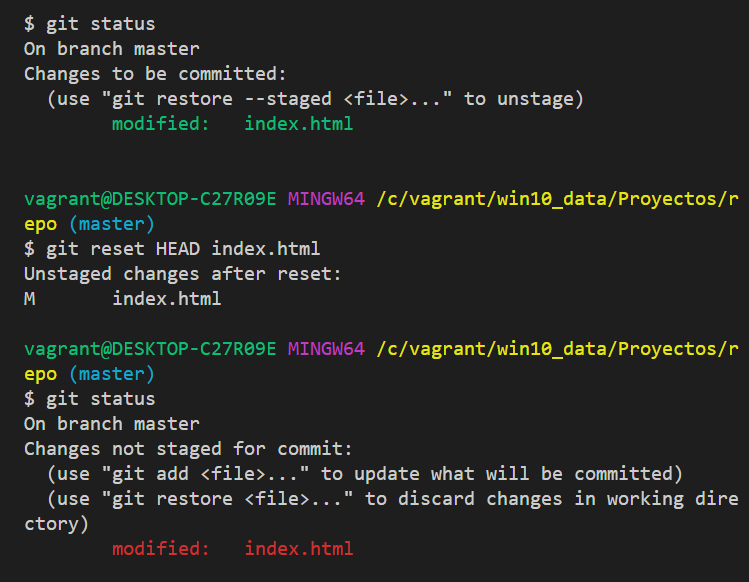 $ git status
On branch master
Changes to be committed:
  (use "git restore --staged <file>..." to unstage)
        modified:   index.html
vagrant@DESKTOP-C27R09E MINGW64 /c/vagrant/win10_data/Proyectos/r
epo (master)
$ git reset HEAD index.html
Unstaged changes after reset:
M       index.html
vagrant@DESKTOP-C27R09E MINGW64 /c/vagrant/win10_data/Proyectos/r
epo (master)
$ git status
On branch master
Changes not staged for commit:
  (use "git add <file>..." to update what will be committed)
  (use "git restore <file>..." to discard changes in working dire
ctory)
        modified:   index.html